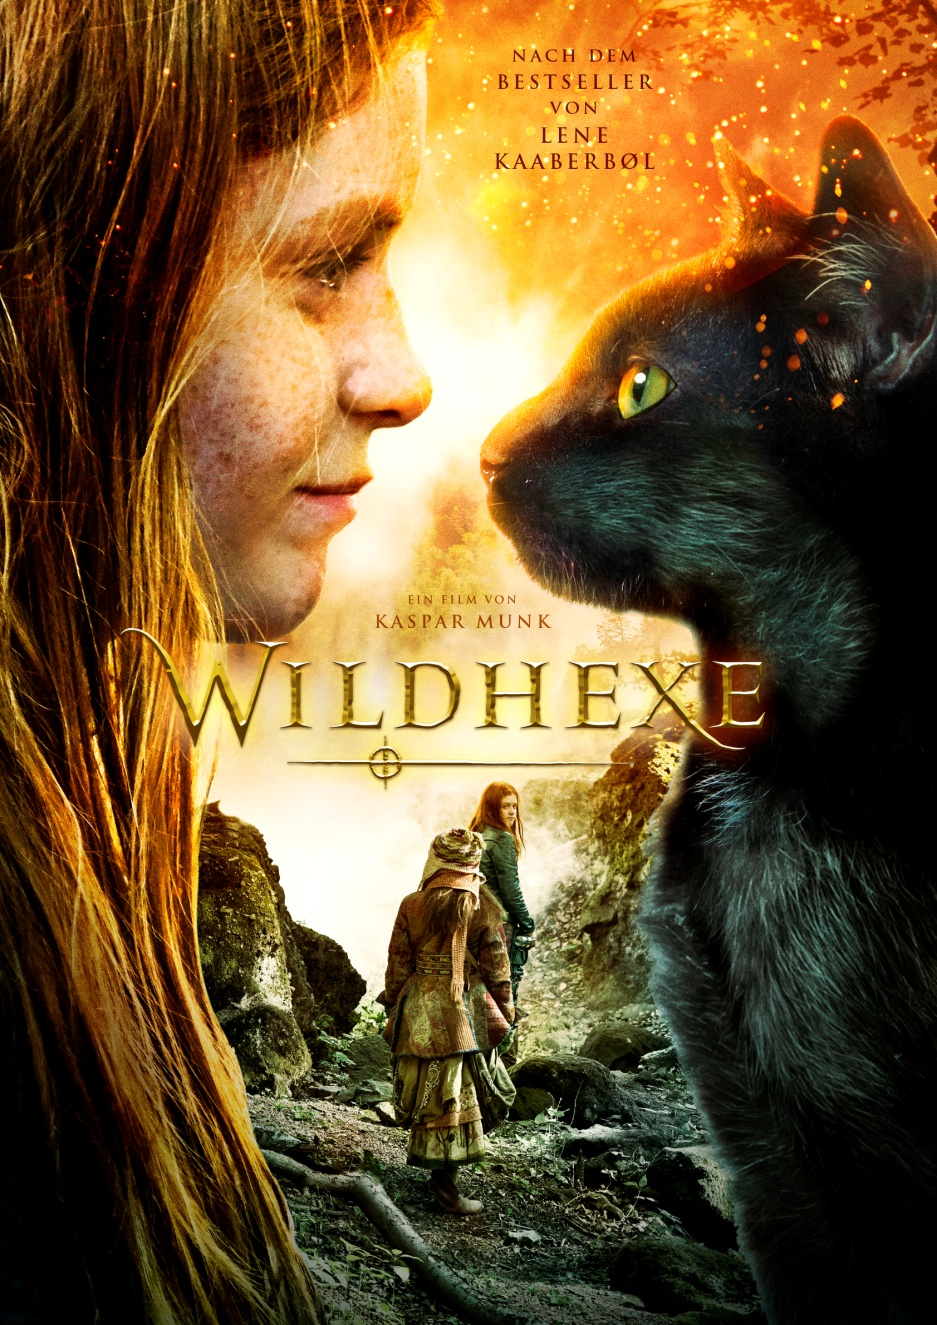 NACH DEM
BESTSELLER
VON
LENE
KAABERBØL
EIN FILM VON
KASPAR MUNK
WILDHEXE